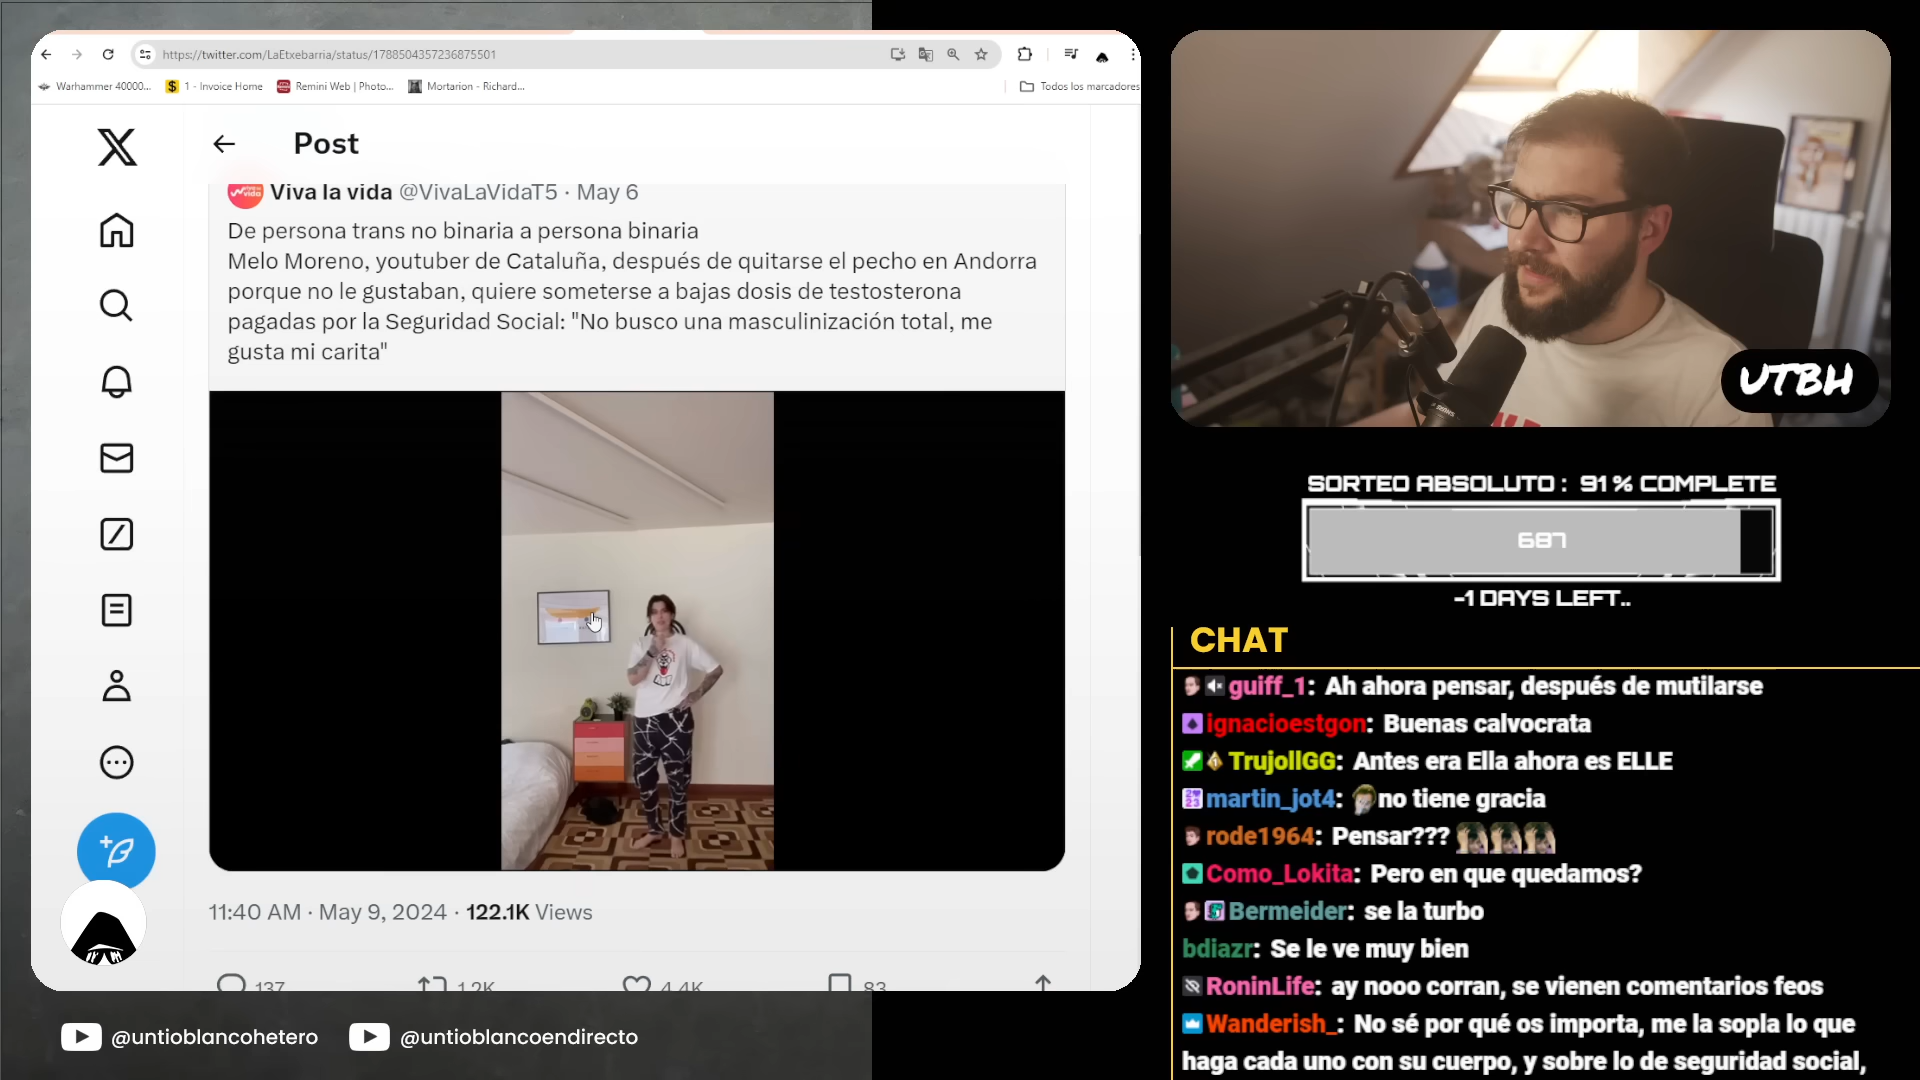 https://twitter.com/LaEtxebarria/status/1788504357236875501
Warhammer 40000... 1 - Invoice Home Remini Web | Photo... Mortarion - Richard... Todos los marcadores
X
Post
Viva la vida @VivaLaVidaT5 · May 6
De persona trans no binaria a persona binaria
Melo Moreno, youtuber de Cataluña, después de quitarse el pecho en Andorra
porque no le gustaban, quiere someterse a bajas dosis de testosterona
pagadas por la Seguridad Social: "No busco una masculinización total, me
gusta mi carita"
11:40 AM · May 9, 2024 · 122.1K Views
137 1.2K 4.4K 83
@untioblancohetero @untioblancoendirecto
UTBH
SORTEO ABSOLUTO : 91 % COMPLETE
687
-1 DAYS LEFT..
CHAT
guiff_1: Ah ahora pensar, después de mutilarse
ignacioestgon: Buenas calvocrata
TrujollGG: Antes era Ella ahora es ELLE
martin_jot4: no tiene gracia
rode1964: Pensar???
Como_Lokita: Pero en que quedamos?
Bermeider: se la turbo
bdiazr: Se le ve muy bien
RoninLife: ay nooo corran, se vienen comentarios feos
Wanderish_: No sé por qué os importa, me la sopla lo que
haga cada uno con su cuerpo, y sobre lo de seguridad social,